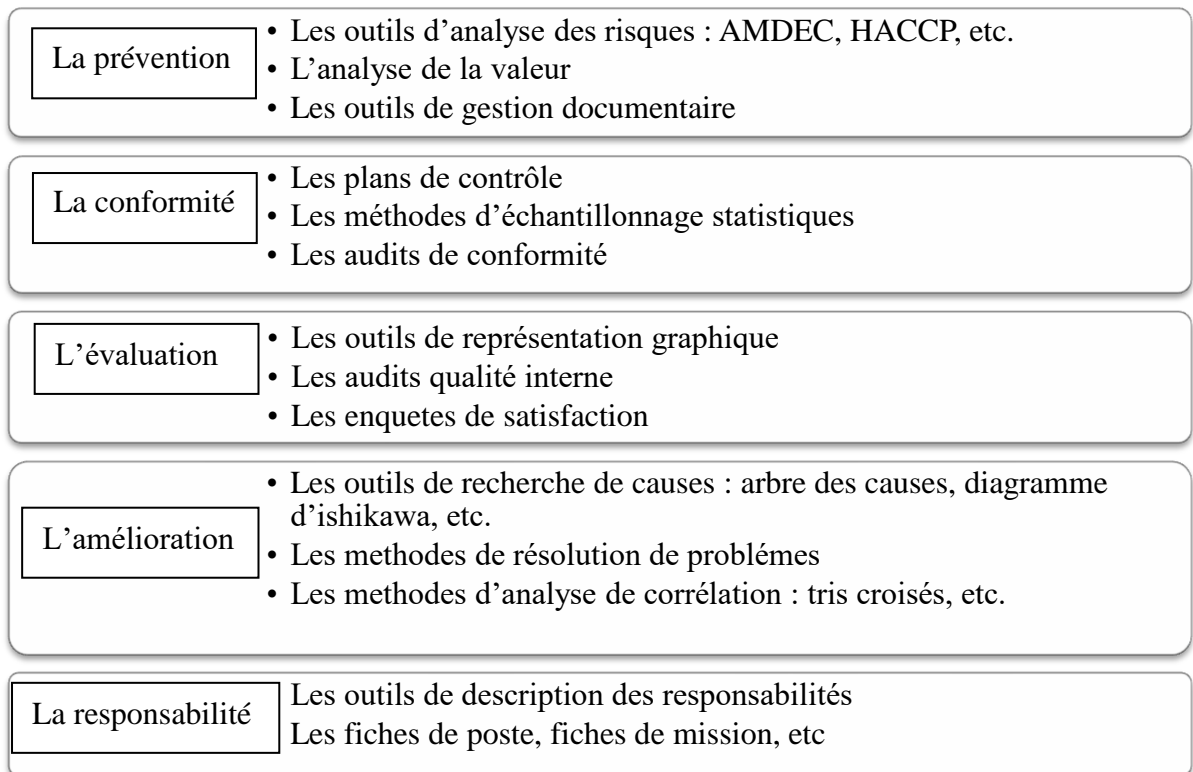 La prévention
• Les outils d’analyse des risques : AMDEC, HACCP, etc.
• L’analyse de la valeur
• Les outils de gestion documentaire
La conformité
• Les plans de contrôle
• Les méthodes d’échantillonnage statistiques
• Les audits de conformité
L’évaluation
• Les outils de représentation graphique
• Les audits qualité interne
• Les enquetes de satisfaction
L’amélioration
• Les outils de recherche de causes : arbre des causes, diagramme
d’ishikawa, etc.
• Les methodes de résolution de problémes
• Les methodes d’analyse de corrélation : tris croisés, etc.
La responsabilité
Les outils de description des responsabilités
Les fiches de poste, fiches de mission, etc